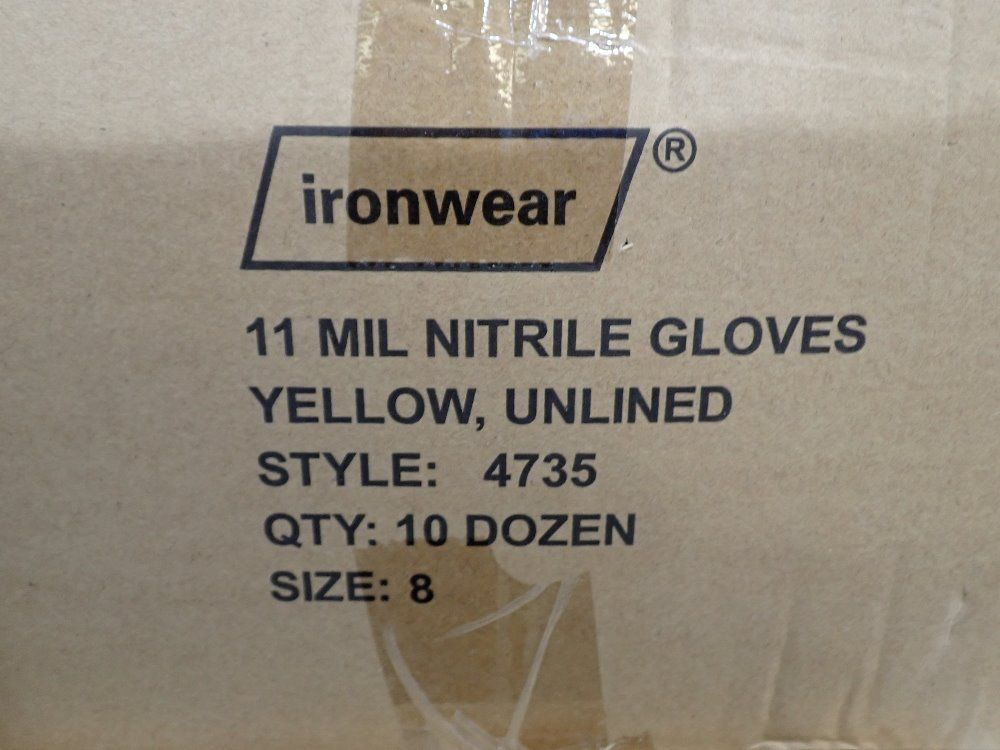 ironwear®
11 MIL NITRILE GLOVES
YELLOW, UNLINED
STYLE: 4735
QTY: 10 DOZEN
SIZE: 8